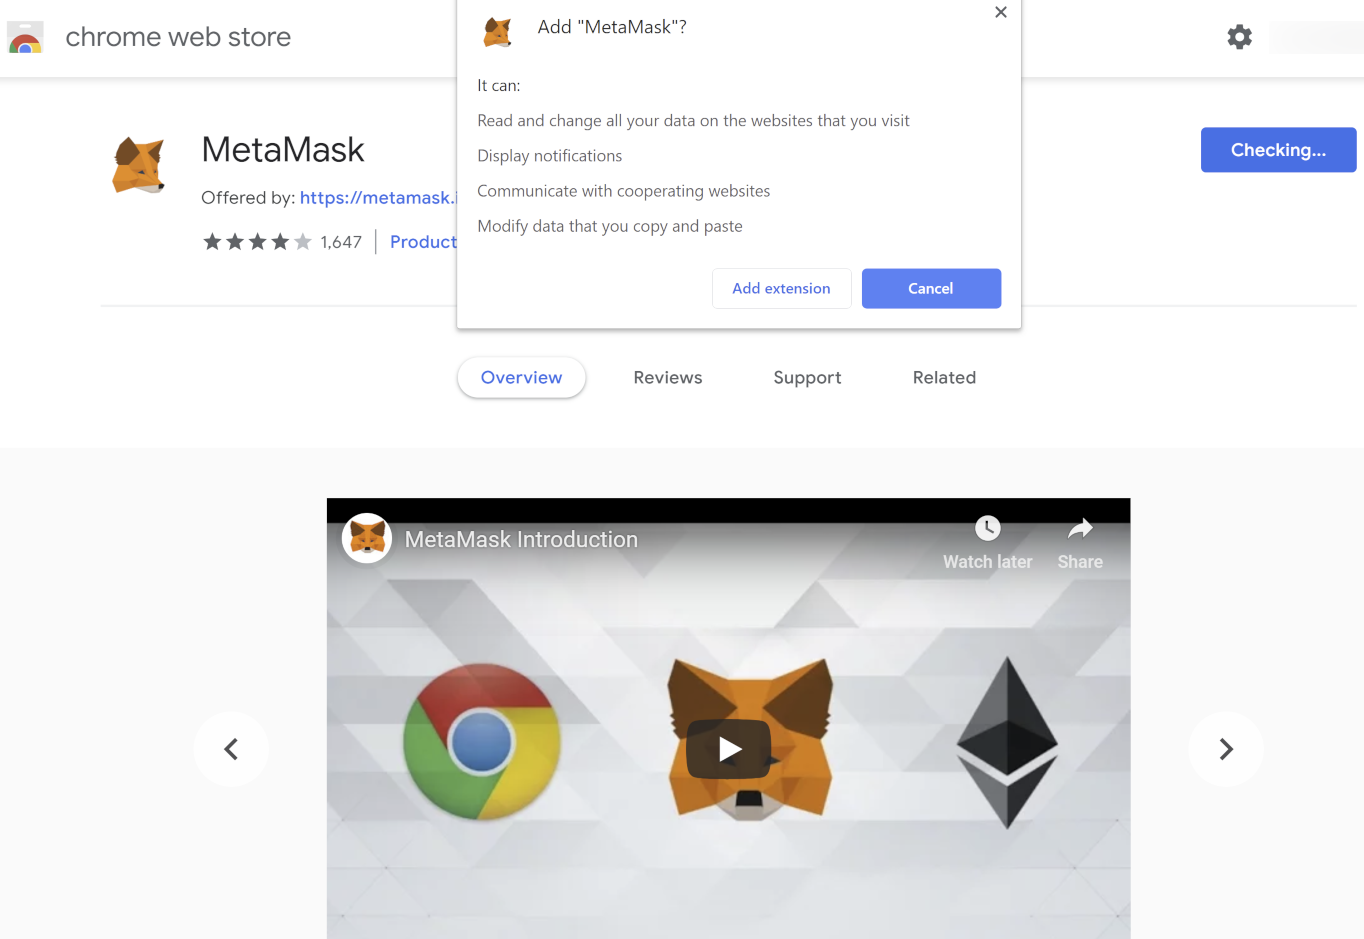 chrome web store
Add "MetaMask"?
It can:
Read and change all your data on the websites that you visit
Display notifications
Communicate with cooperating websites
Modify data that you copy and paste
Add extension
Cancel
MetaMask
Offered by: https://metamask.i
1,647
Product
Checking...
Overview
Reviews
Support
Related
MetaMask Introduction
Watch later
Share